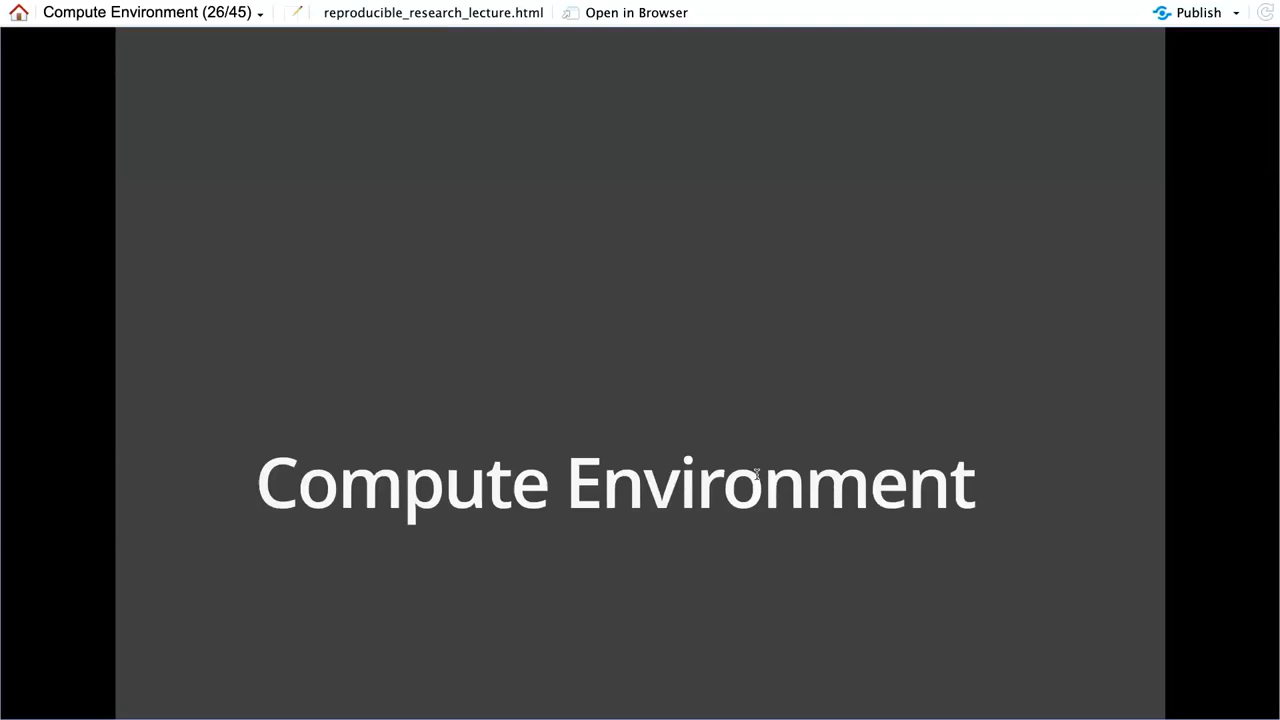 Compute Environment (26/45) reproducible_research_lecture.html Open in Browser Publish
Compute Environment